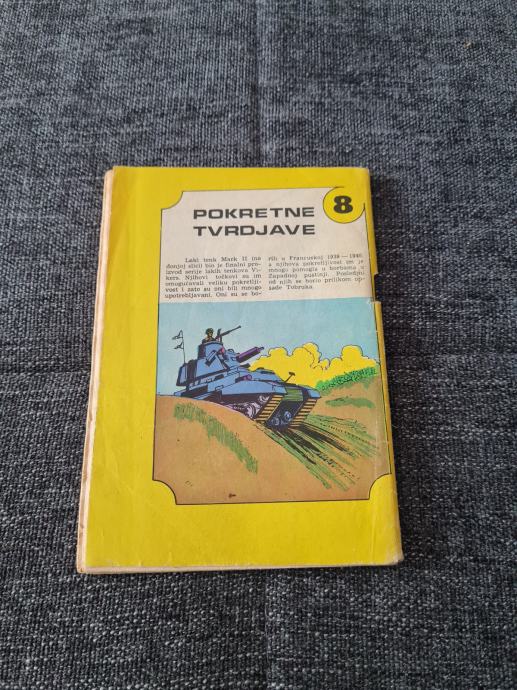 POKRETNE
TVRDJAVE
8
Laki tenk Mark II (na
donjoj slici) bio je finalni pro-
izvod serije lakih tenkova Vi-
kers. Njihovi točkovi su im
omogućavali veliku pokretlji-
vost i zato su oni bili mnogo
upotrebljavani. Oni su se bo-
rili u Francuskoj 1939 — 1940.
a njihova pokretljivost im je
mnogo pomogla u borbama u
Zapadnoj pustinji. Posledpji
od njih se borio prilikom op-
sade Tobruka.